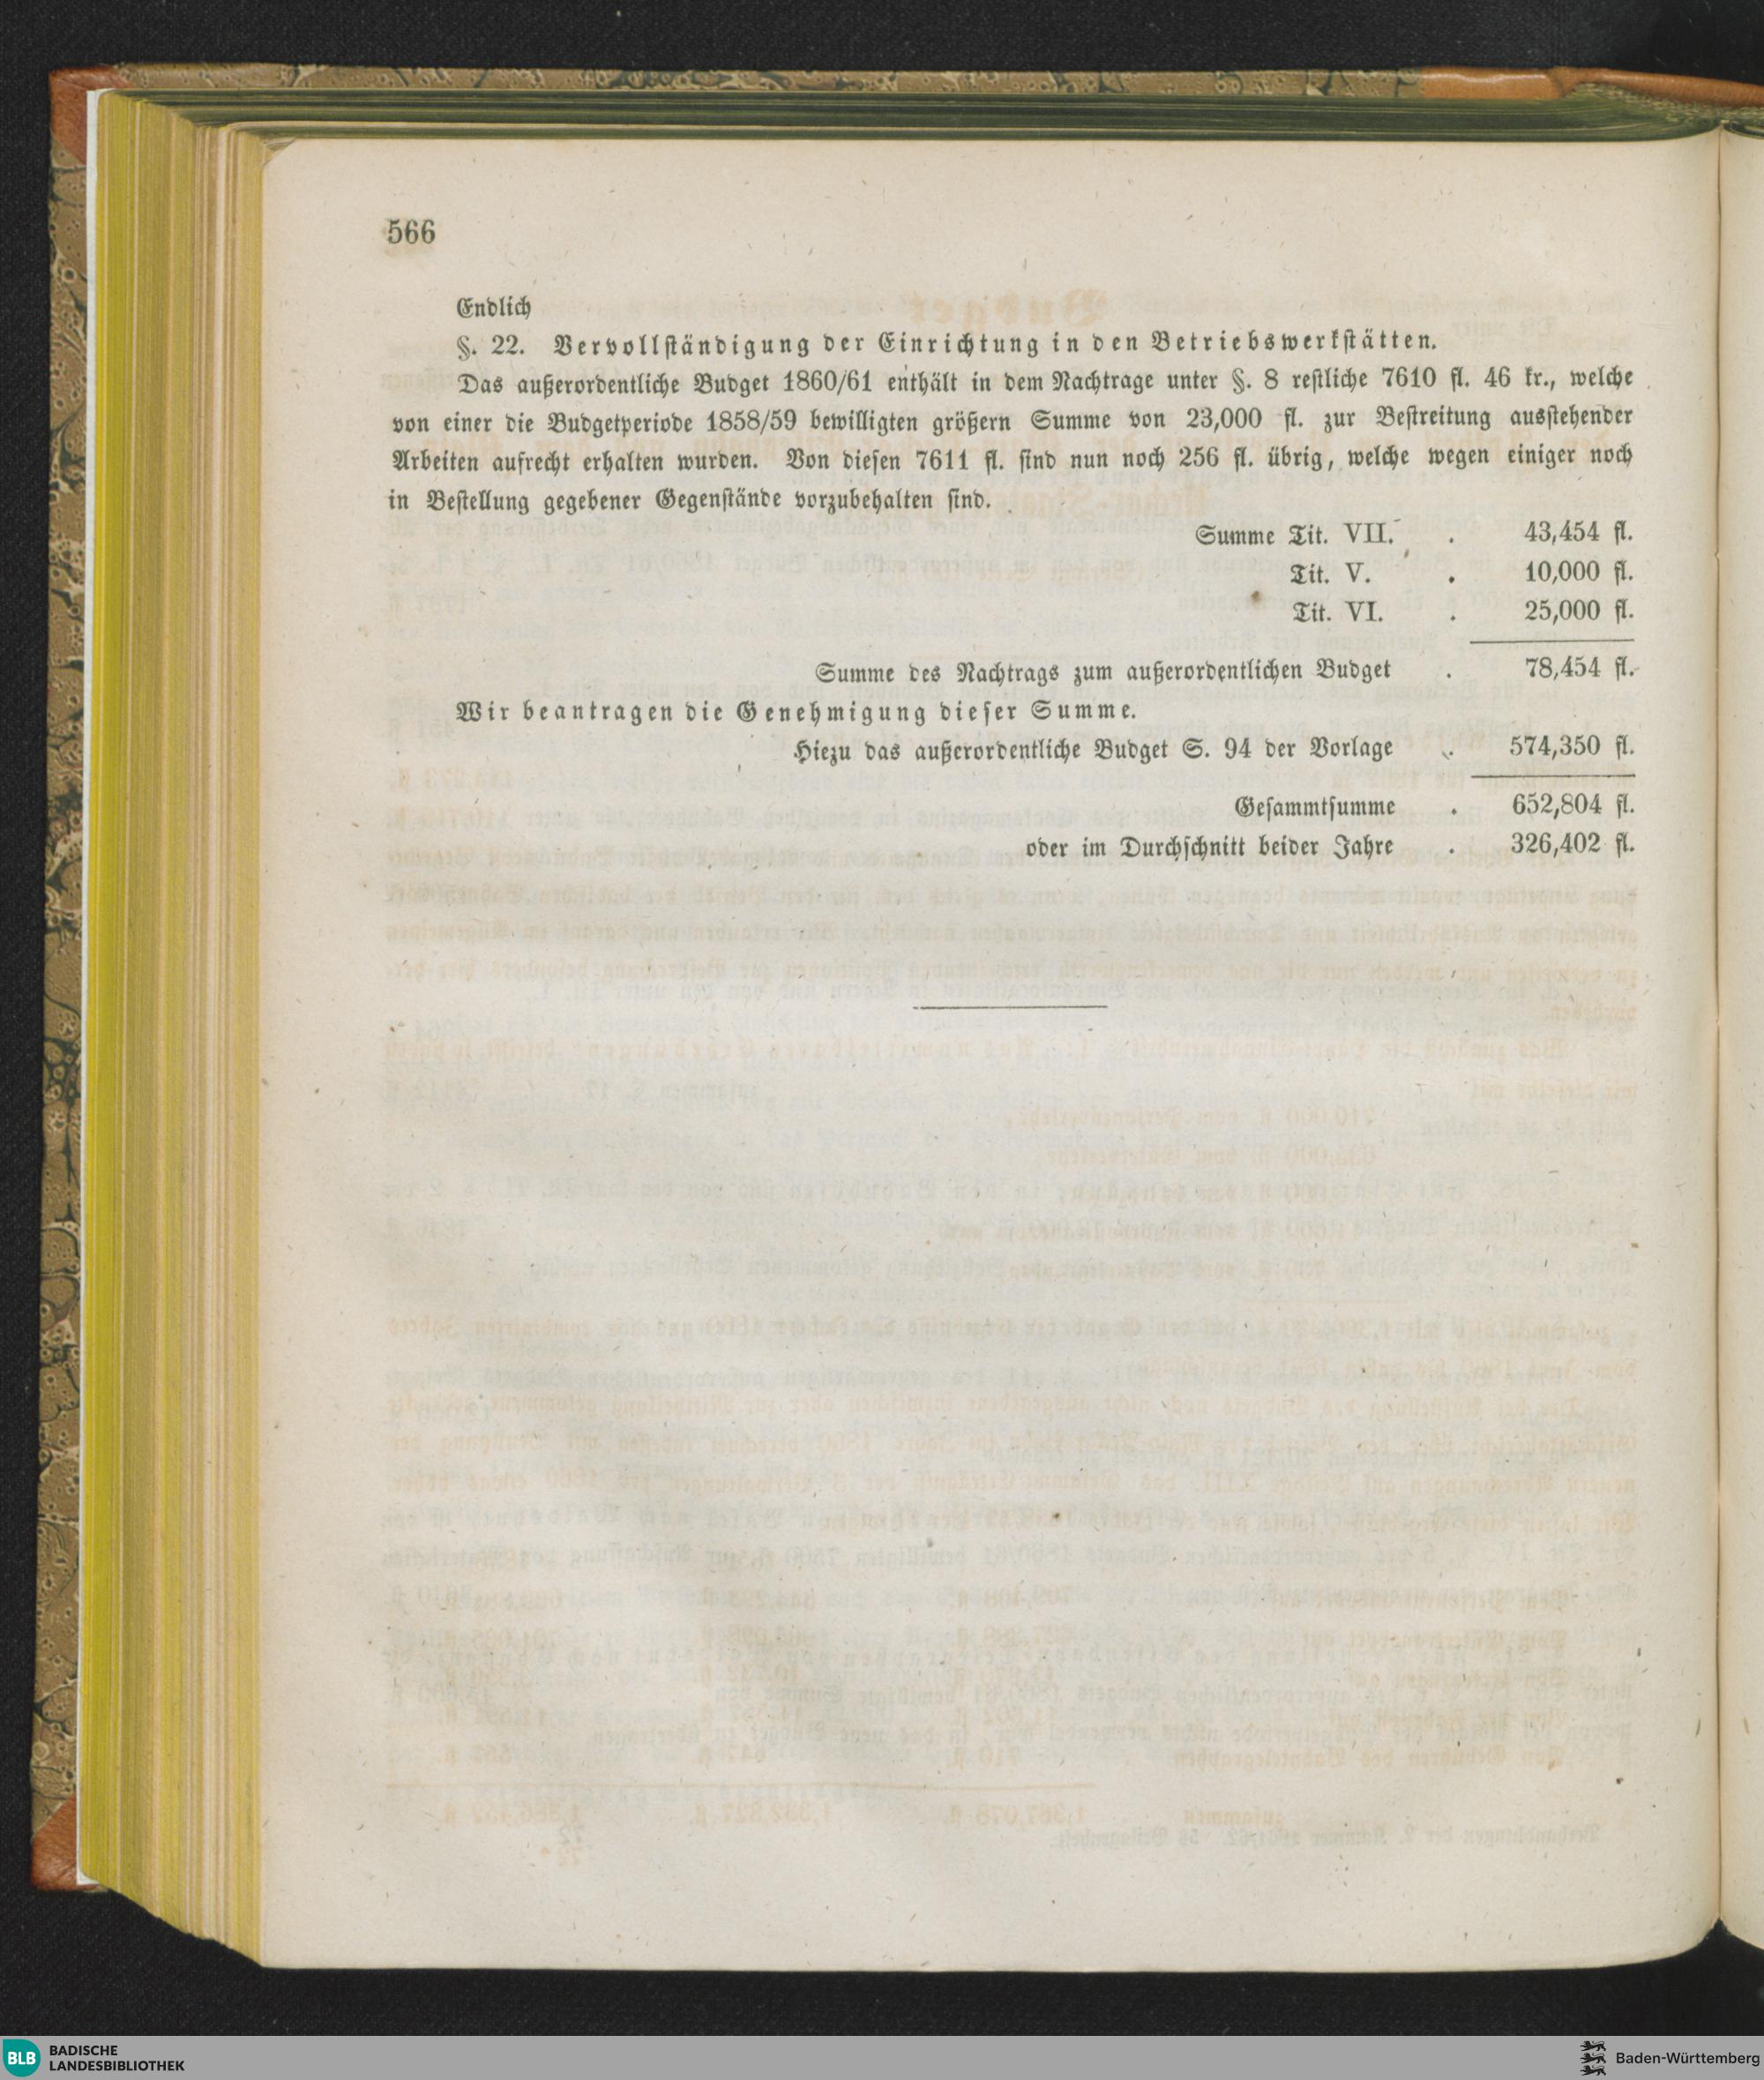 566
Endlich
§. 22. Vervollständigung der Einrichtung in den Betriebswerkstätten.
Das außerordentliche Budget 1860/61 enthält in dem Nachtrage unter §. 8 restliche 7610 fl. 46 kr., welche
von einer die Budgetperiode 1858/59 bewilligten größern Summe von 23,000 fl. zur Bestreitung ausstehender
Arbeiten aufrecht erhalten wurden. Von diesen 7611 fl. sind nun noch 256 fl. übrig, welche wegen einiger noch
in Bestellung gegebener Gegenstände vorzubehalten sind.
Summe Tit. VII. . 43,454 fl.
Tit. V. . 10,000 fl.
Tit. VI. . 25,000 fl.
Summe des Nachtrags zum außerordentlichen Budget . 78,454 fl.
Wir beantragen die Genehmigung dieser Summe.
Hiezu das außerordentliche Budget S. 94 der Vorlage . 574,350 fl.
Gesammtsumme . 652,804 fl.
oder im Durchschnitt beider Jahre . 326,402 fl.
BLB BADISCHE
LANDESBIBLIOTHEK
Baden-Württemberg